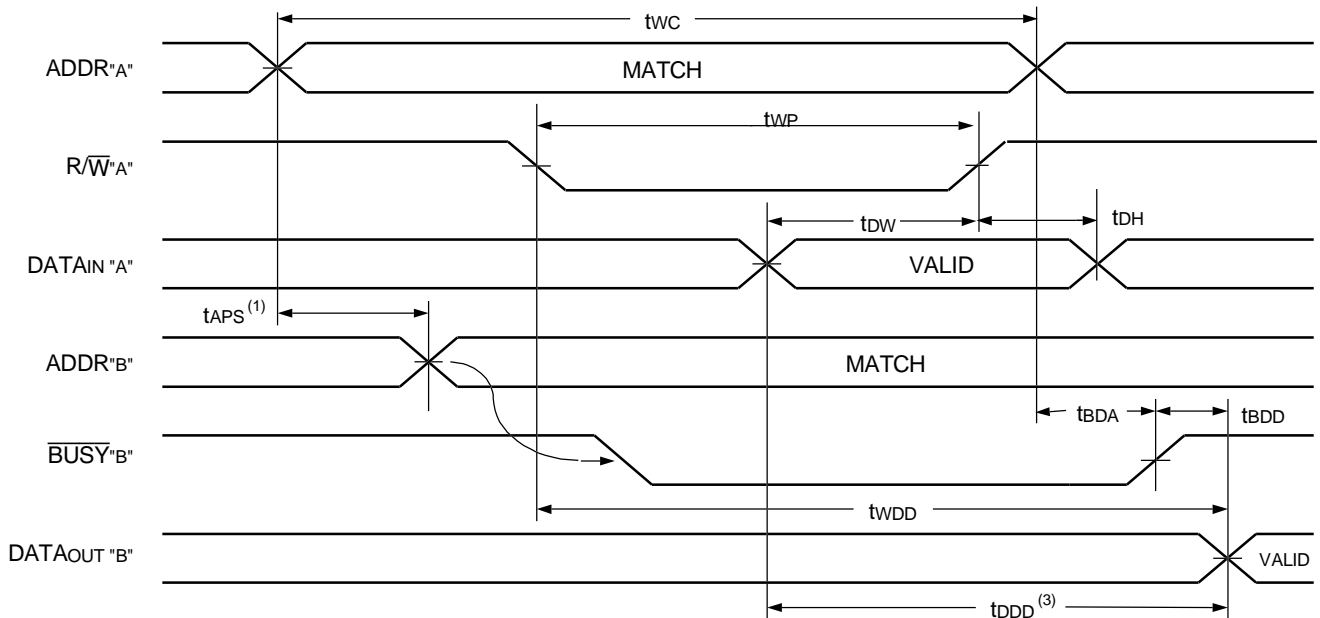 tWC
ADDR"A"
MATCH
tWP
R/W̅"A"
tDW
tDH
DATAIN "A"
VALID
tAPS (1)
ADDR"B"
MATCH
tBDA
tBDD
B̅U̅S̅Y̅"B"
tWDD
DATAOUT "B"
VALID
tDDD (3)